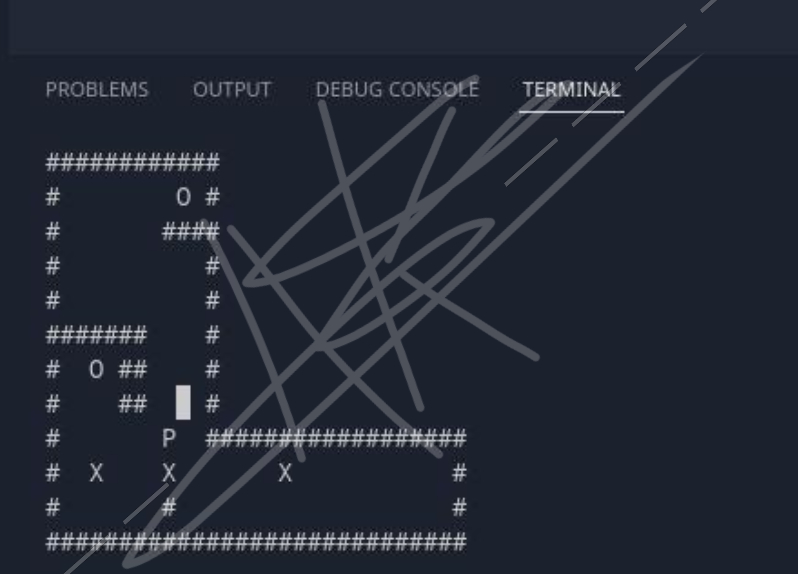 PROBLEMS OUTPUT DEBUG CONSOLE TERMINAL
############
#        O #
#       ####
#          #
#          #
#######    #
#  O ##    #
#    ##  █ #
#       P  ##################
#  X    X       X           #
#       #                   #
#############################